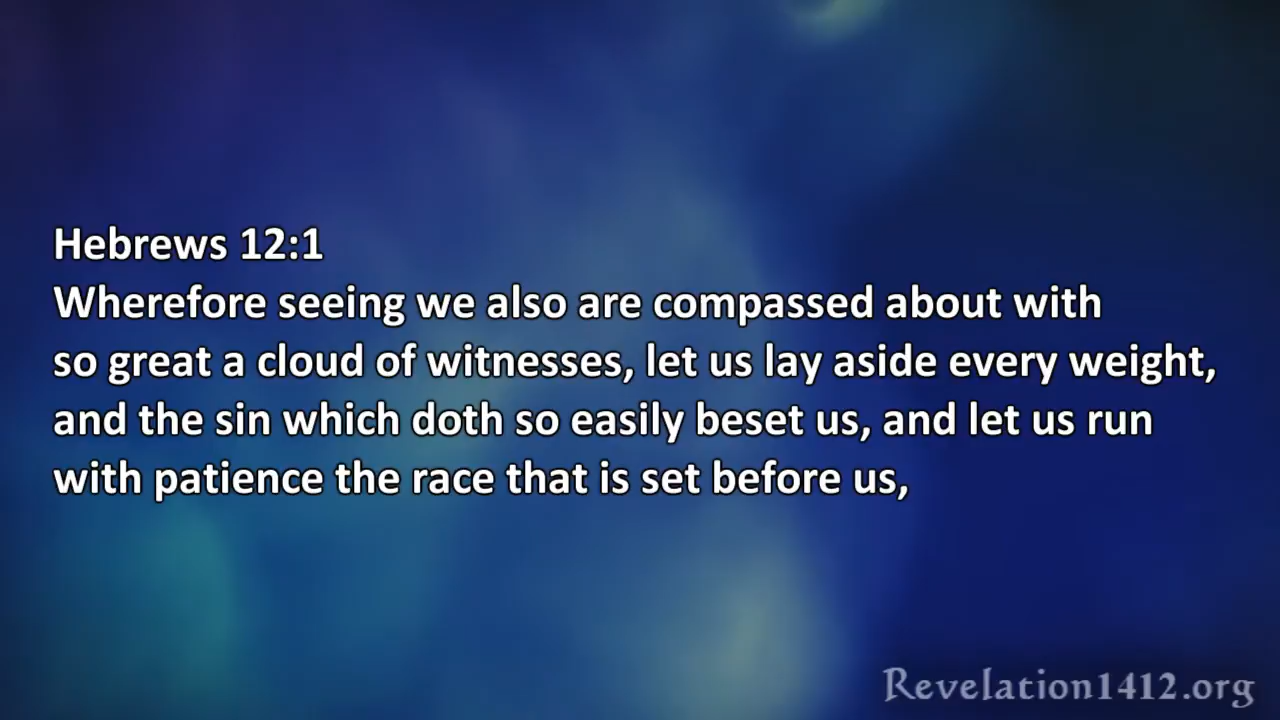 Hebrews 12:1
Wherefore seeing we also are compassed about with
so great a cloud of witnesses, let us lay aside every weight,
and the sin which doth so easily beset us, and let us run
with patience the race that is set before us,
Revelation1412.org